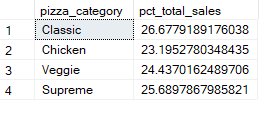 pizza_category pct_total_sales
1 Classic 26.6779189176038
2 Chicken 23.1952780348435
3 Veggie 24.4370162489706
4 Supreme 25.6897867985821